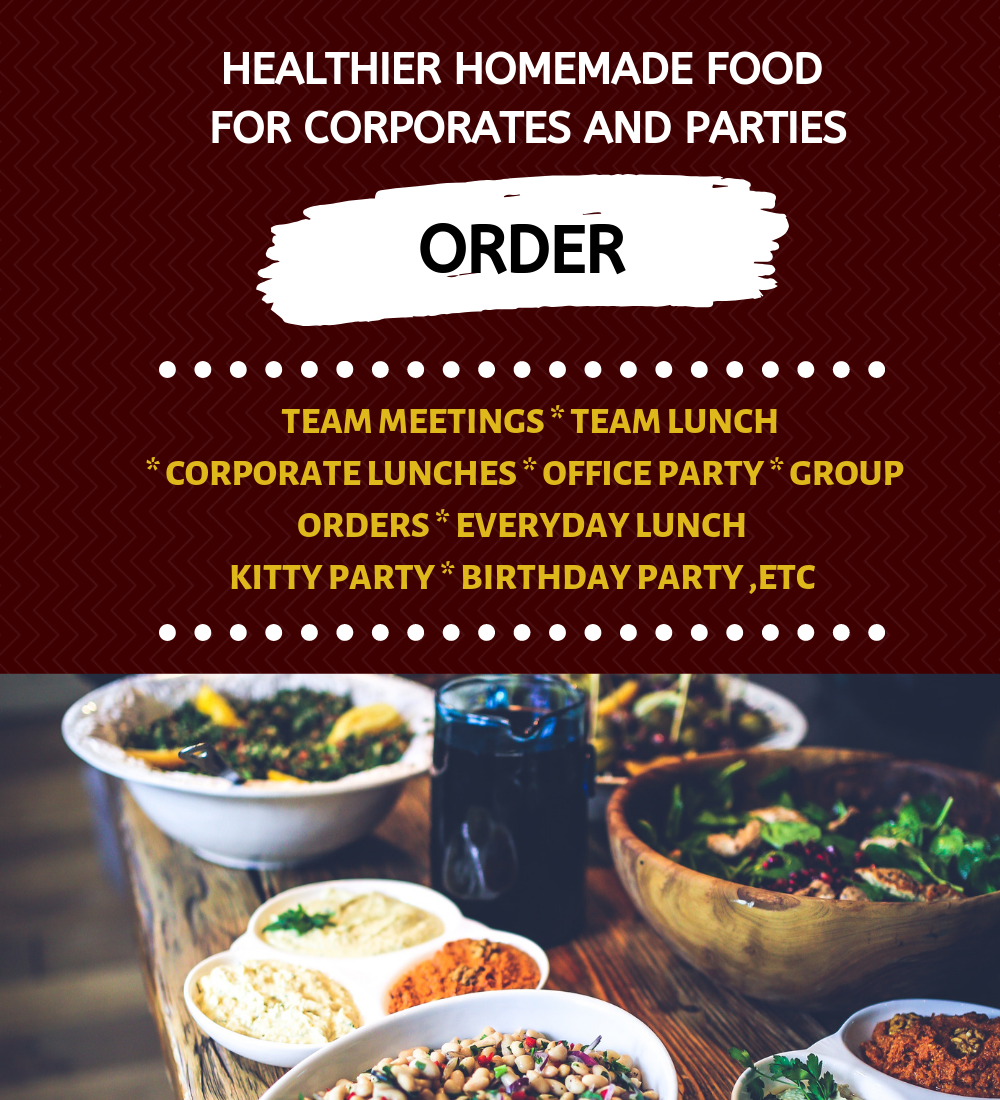 HEALTHIER HOMEMADE FOOD
FOR CORPORATES AND PARTIES
ORDER
TEAM MEETINGS * TEAM LUNCH
* CORPORATE LUNCHES * OFFICE PARTY * GROUP
ORDERS * EVERYDAY LUNCH
KITTY PARTY * BIRTHDAY PARTY ,ETC